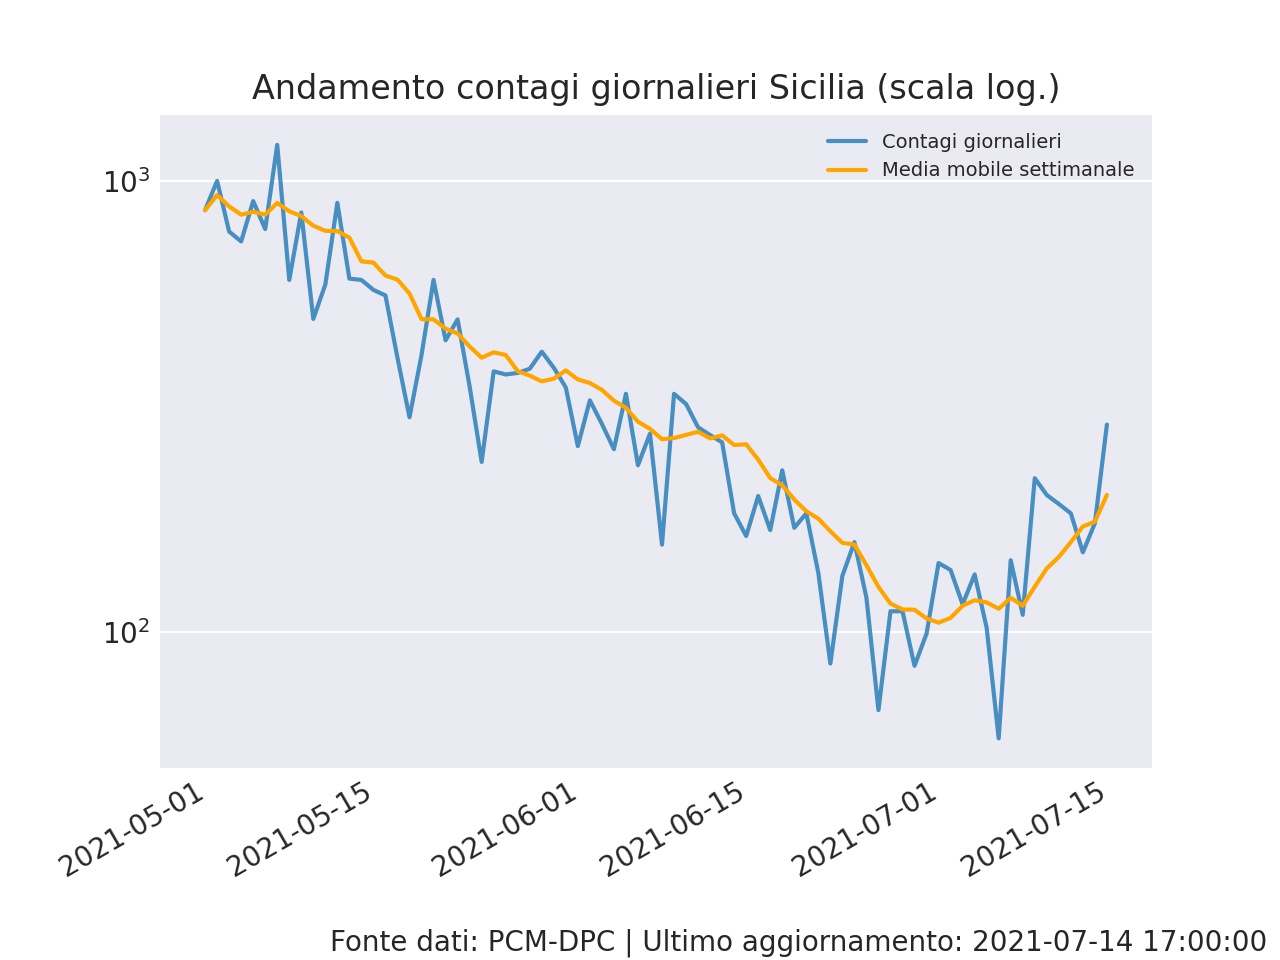 Andamento contagi giornalieri Sicilia (scala log.)
Contagi giornalieri
Media mobile settimanale
10³
10²
2021-05-01
2021-05-15
2021-06-01
2021-06-15
2021-07-01
2021-07-15
Fonte dati: PCM-DPC | Ultimo aggiornamento: 2021-07-14 17:00:00